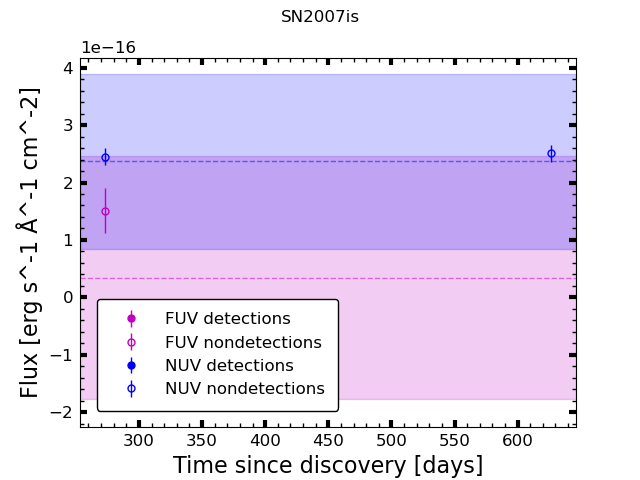 SN2007is
1e−16
4
3
2
1
0
−1
−2
Flux [erg s^-1 Å^-1 cm^-2]
FUV detections
FUV nondetections
NUV detections
NUV nondetections
300 350 400 450 500 550 600
Time since discovery [days]